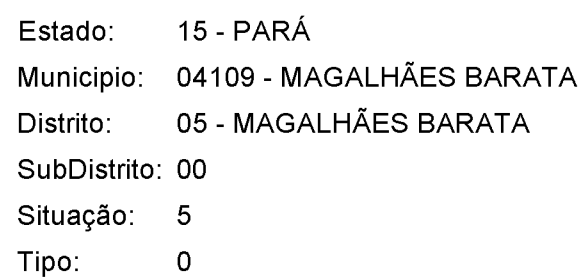 Estado: 15 - PARÁ
Municipio: 04109 - MAGALHÃES BARATA
Distrito: 05 - MAGALHÃES BARATA
SubDistrito: 00
Situação: 5
Tipo: 0